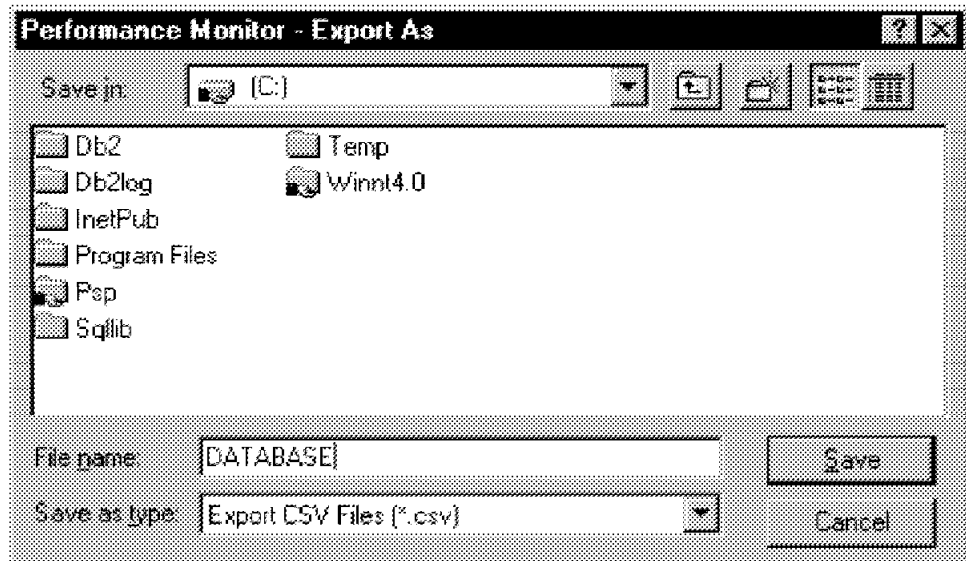 Performance Monitor - Export As
Save in: (C:)
Db2
Db2log
InetPub
Program Files
Psp
Sqllib
Temp
Winnt4.0
File name: DATABASE
Save
Save as type: Export CSV Files (*.csv)
Cancel